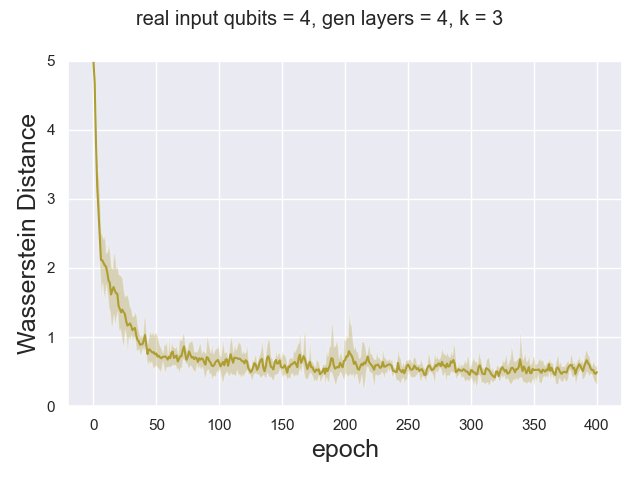 real input qubits = 4, gen layers = 4, k = 3
5
4
3
2
1
0
Wasserstein Distance
0 50 100 150 200 250 300 350 400
epoch